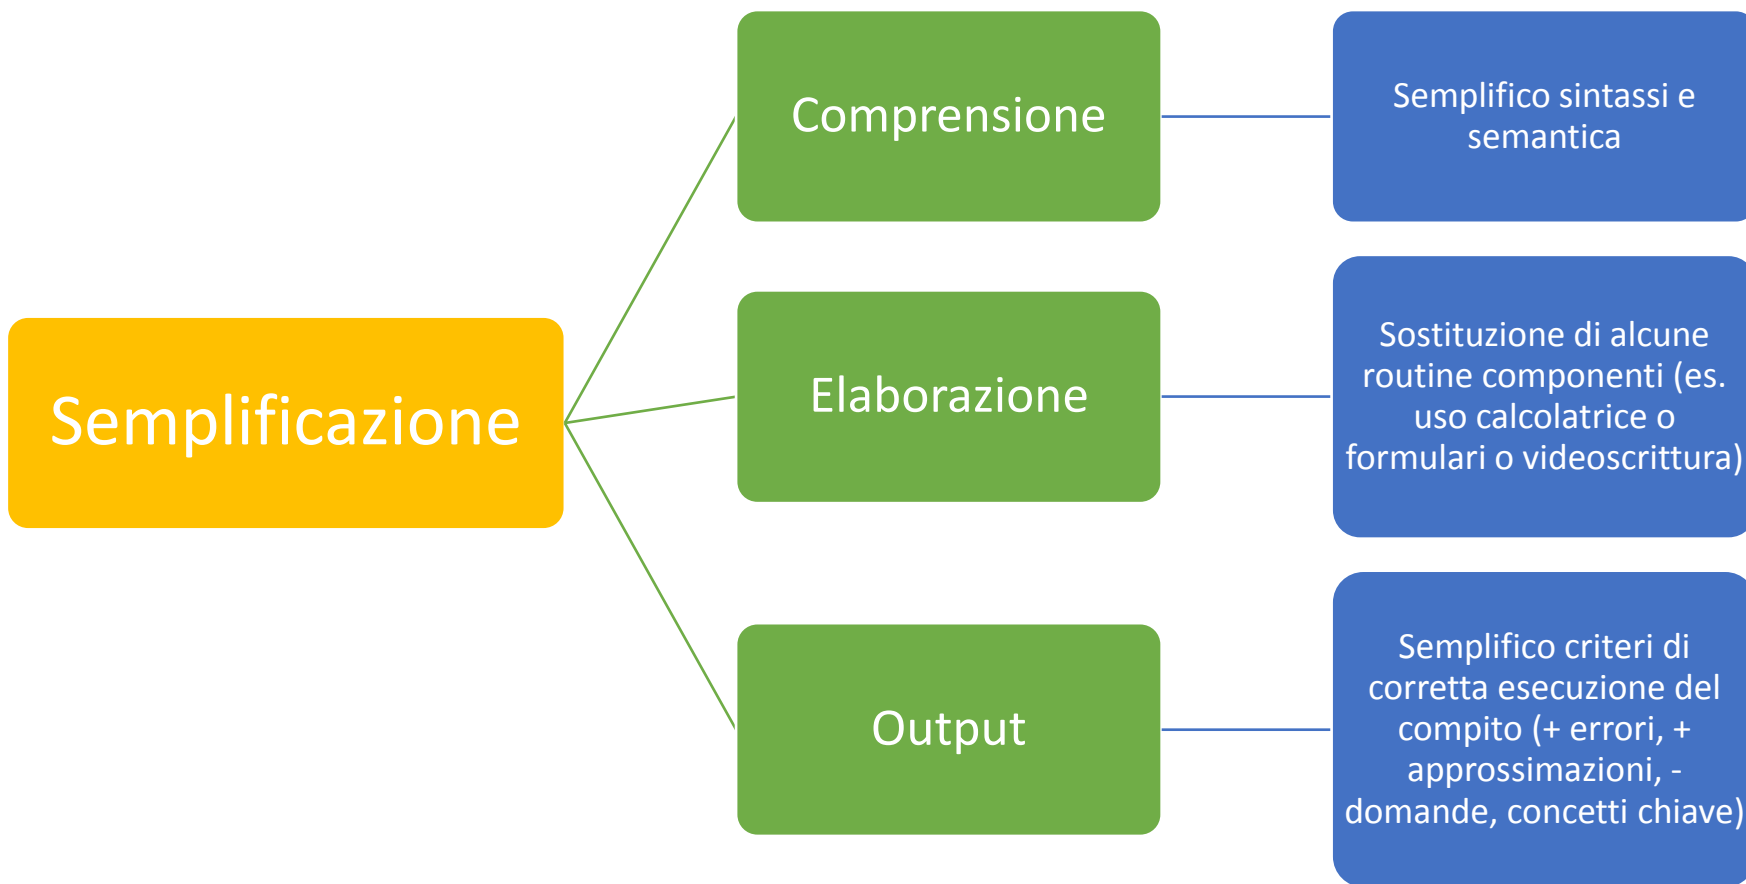 Comprensione
Semplifico sintassi e
semantica
Semplificazione
Elaborazione
Sostituzione di alcune
routine componenti (es.
uso calcolatrice o
formulari o videoscrittura)
Output
Semplifico criteri di
corretta esecuzione del
compito (+ errori, +
approssimazioni, -
domande, concetti chiave)